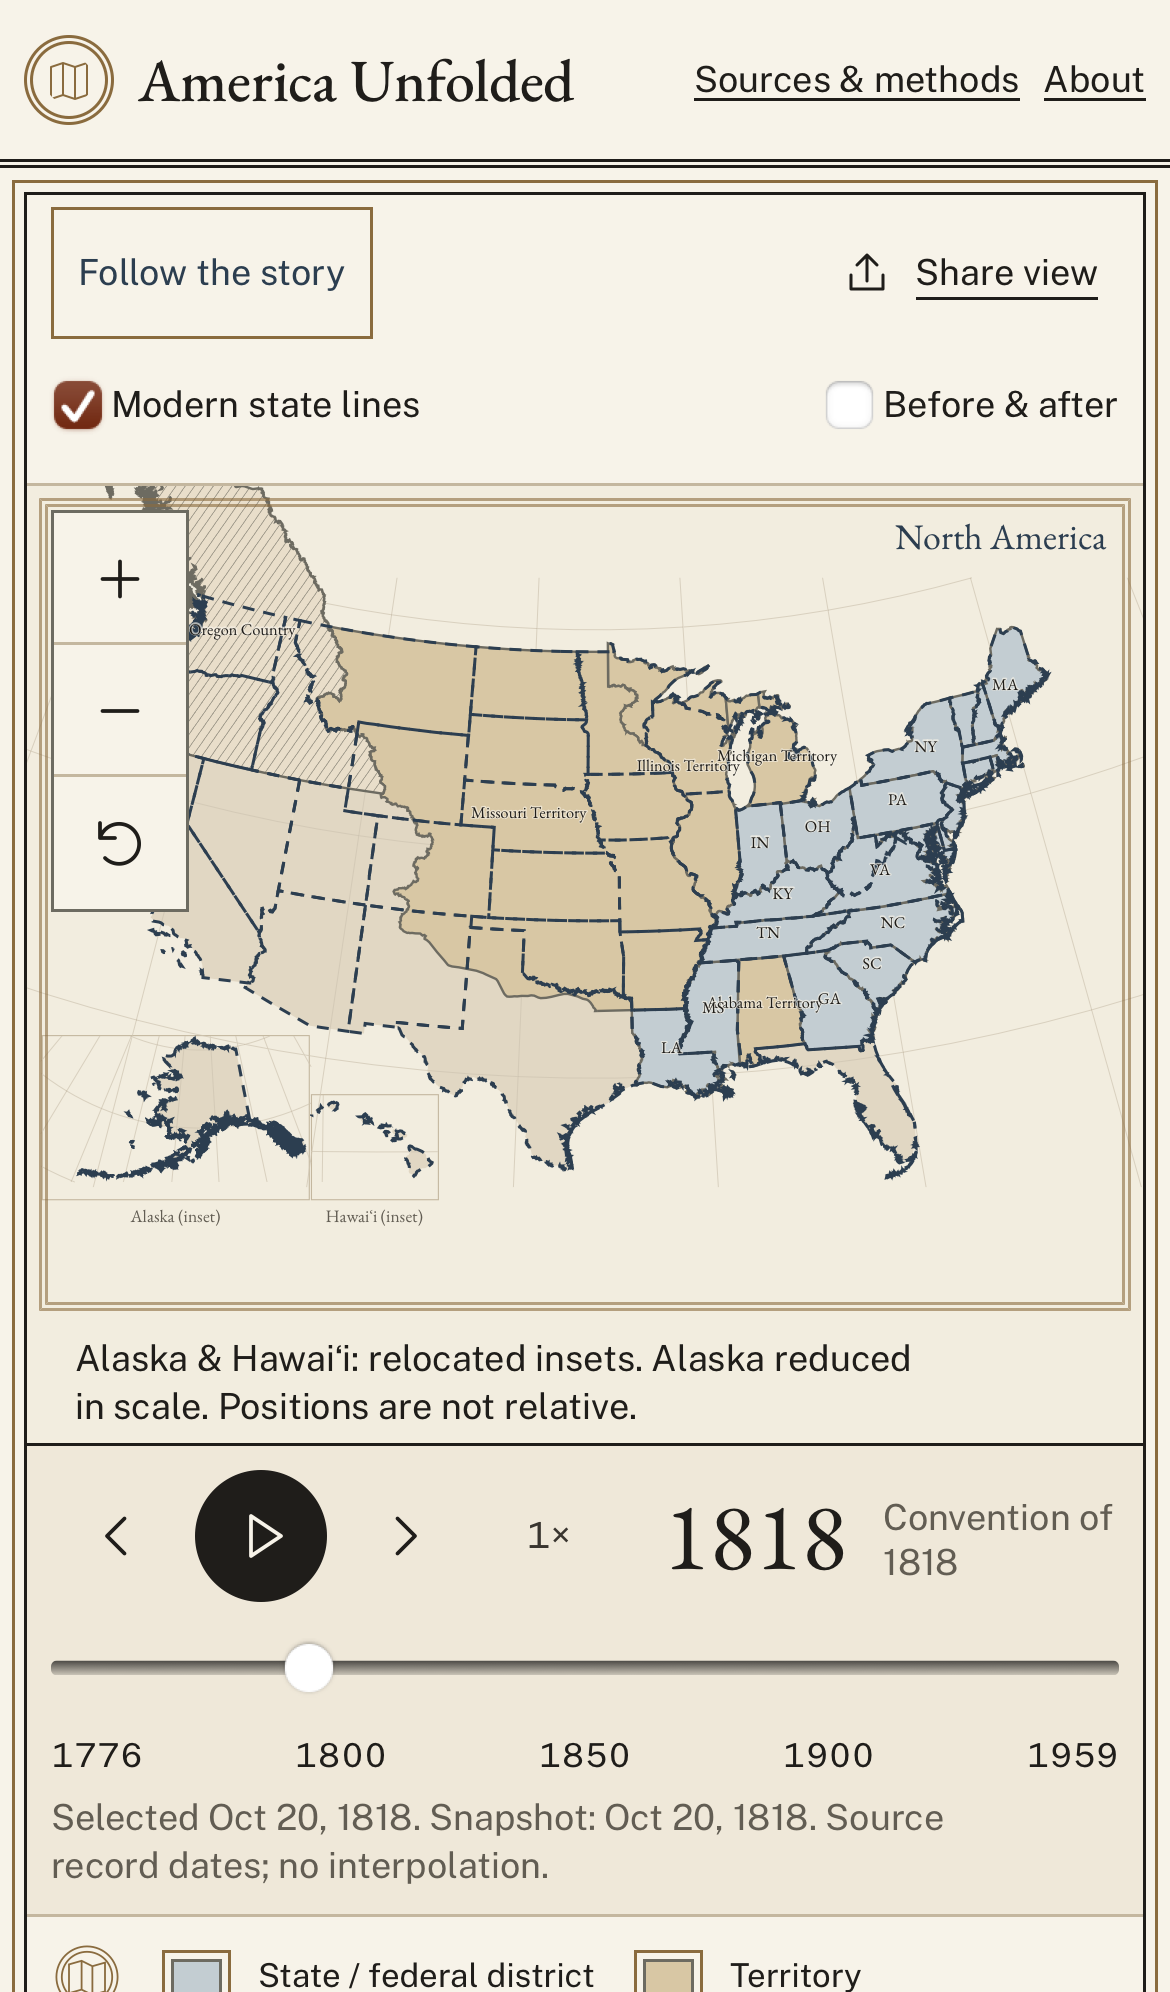 America Unfolded
Sources & methods
About
Follow the story
Share view
Modern state lines
Before & after
North America
Oregon Country
MA
NY
Michigan Territory
Illinois Territory
PA
Missouri Territory
OH
IN
VA
KY
NC
TN
SC
GA
Alabama Territory
MS
LA
Alaska (inset)
Hawaiʻi (inset)
Alaska & Hawaiʻi: relocated insets. Alaska reduced
in scale. Positions are not relative.
1×
1818
Convention of
1818
1776 1800 1850 1900 1959
Selected Oct 20, 1818. Snapshot: Oct 20, 1818. Source
record dates; no interpolation.
State / federal district
Territory